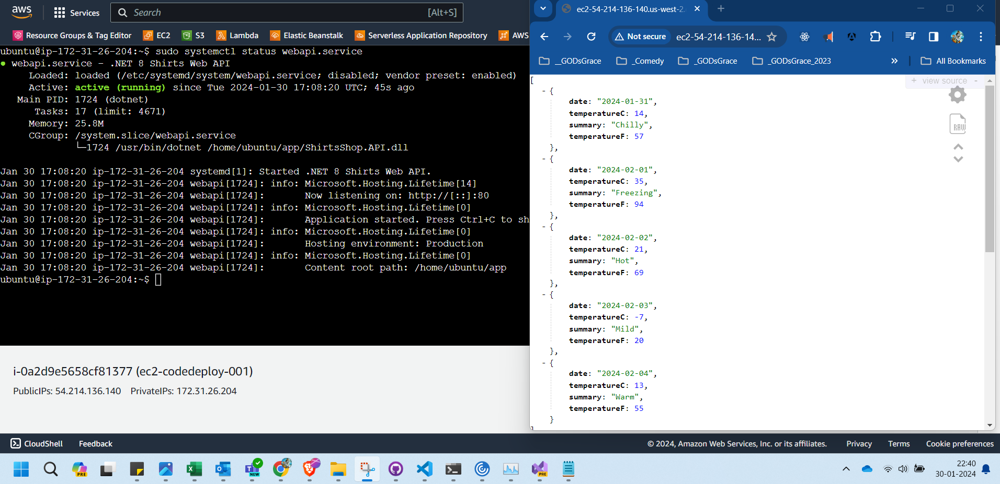 aws
Services
Search
[Alt+S]
Resource Groups & Tag Editor
EC2
S3
Lambda
Elastic Beanstalk
Serverless Application Repository
AWS
ubuntu@ip-172-31-26-204:~$ sudo systemctl status webapi.service
● webapi.service - .NET 8 Shirts Web API
Loaded: loaded (/etc/systemd/system/webapi.service; disabled; vendor preset: enabled)
Active: active (running) since Tue 2024-01-30 17:08:20 UTC; 45s ago
Main PID: 1724 (dotnet)
Tasks: 17 (limit: 4671)
Memory: 25.8M
CGroup: /system.slice/webapi.service
└─1724 /usr/bin/dotnet /home/ubuntu/app/ShirtsShop.API.dll
Jan 30 17:08:20 ip-172-31-26-204 systemd[1]: Started .NET 8 Shirts Web API.
Jan 30 17:08:20 ip-172-31-26-204 webapi[1724]: info: Microsoft.Hosting.Lifetime[14]
Jan 30 17:08:20 ip-172-31-26-204 webapi[1724]:       Now listening on: http://[::]:80
Jan 30 17:08:20 ip-172-31-26-204 webapi[1724]: info: Microsoft.Hosting.Lifetime[0]
Jan 30 17:08:20 ip-172-31-26-204 webapi[1724]:       Application started. Press Ctrl+C to sh
Jan 30 17:08:20 ip-172-31-26-204 webapi[1724]: info: Microsoft.Hosting.Lifetime[0]
Jan 30 17:08:20 ip-172-31-26-204 webapi[1724]:       Hosting environment: Production
Jan 30 17:08:20 ip-172-31-26-204 webapi[1724]: info: Microsoft.Hosting.Lifetime[0]
Jan 30 17:08:20 ip-172-31-26-204 webapi[1724]:       Content root path: /home/ubuntu/app
ubuntu@ip-172-31-26-204:~$
i-0a2d9e5658cf81377 (ec2-codedeploy-001)
PublicIPs: 54.214.136.140 PrivateIPs: 172.31.26.204
ec2-54-214-136-140.us-west-2.
Not secure
ec2-54-214-136-14...
__GODsGrace
_Comedy
_GODsGrace
_GODsGrace_2023
»
All Bookmarks
+ view source -
RAW
[
- {
date: "2024-01-31",
temperatureC: 14,
summary: "Chilly",
temperatureF: 57
},
- {
date: "2024-02-01",
temperatureC: 35,
summary: "Freezing",
temperatureF: 94
},
- {
date: "2024-02-02",
temperatureC: 21,
summary: "Hot",
temperatureF: 69
},
- {
date: "2024-02-03",
temperatureC: -7,
summary: "Mild",
temperatureF: 20
},
- {
date: "2024-02-04",
temperatureC: 13,
summary: "Warm",
temperatureF: 55
}
]
CloudShell
Feedback
© 2024, Amazon Web Services, Inc. or its affiliates.
Privacy
Terms
Cookie preferences
PRE
NEW
PRE
22:40
30-01-2024